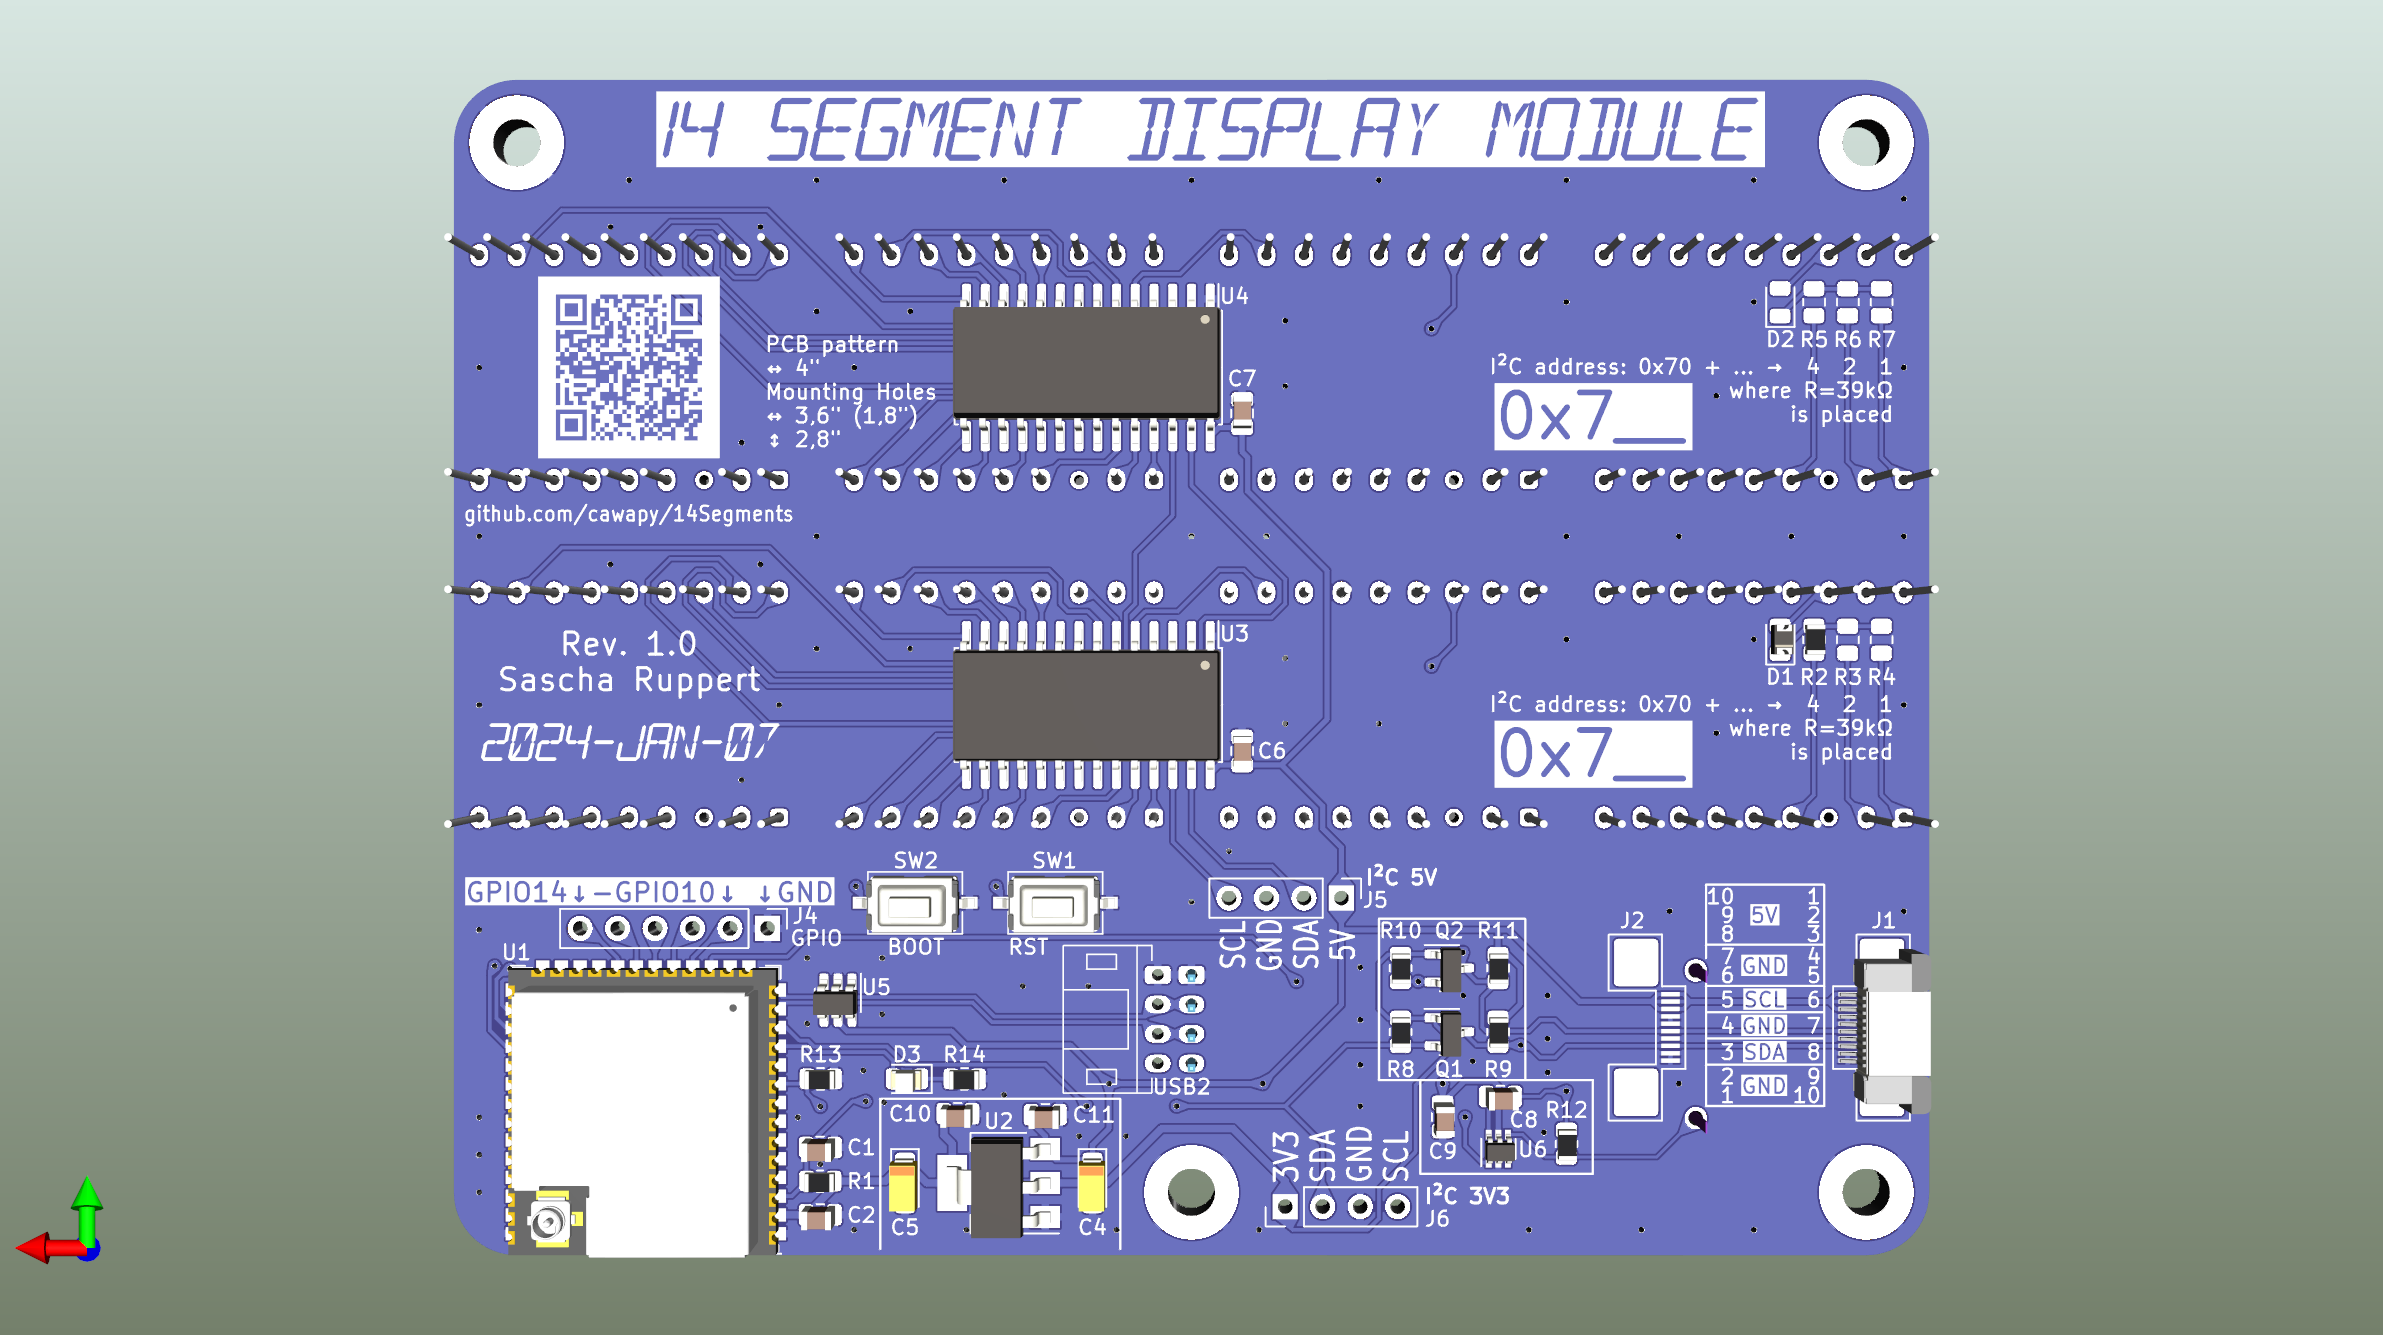 14 SEGMENT DISPLAY MODULE
U4
PCB pattern
↔ 4"
Mounting Holes
↔ 3,6" (1,8")
↕ 2,8"
C7
D2 R5 R6 R7
I²C address: 0x70 + ... → 4 2 1
where R=39kΩ
is placed
0x7__
github.com/cawapy/14Segments
U3
Rev. 1.0
Sascha Ruppert
2024-JAN-07
C6
D1 R2 R3 R4
I²C address: 0x70 + ... → 4 2 1
where R=39kΩ
is placed
0x7__
GPIO14↓-GPIO10↓ ↓GND
J4
GPIO
U1
SW2
BOOT
SW1
RST
I²C 5V
J5
SCL
GND
SDA
5V
U5
R13
D3
R14
USB2
C10
U2
C11
C1
R1
C2
C5
C4
R10 Q2 R11
R8 Q1 R9
C8
R12
C9
U6
3V3
SDA
GND
SCL
I²C 3V3
J6
J2
J1
10 1
9 5V 2
8 3
7 GND 4
6 5
5 SCL 6
4 GND 7
3 SDA 8
2 GND 9
1 10